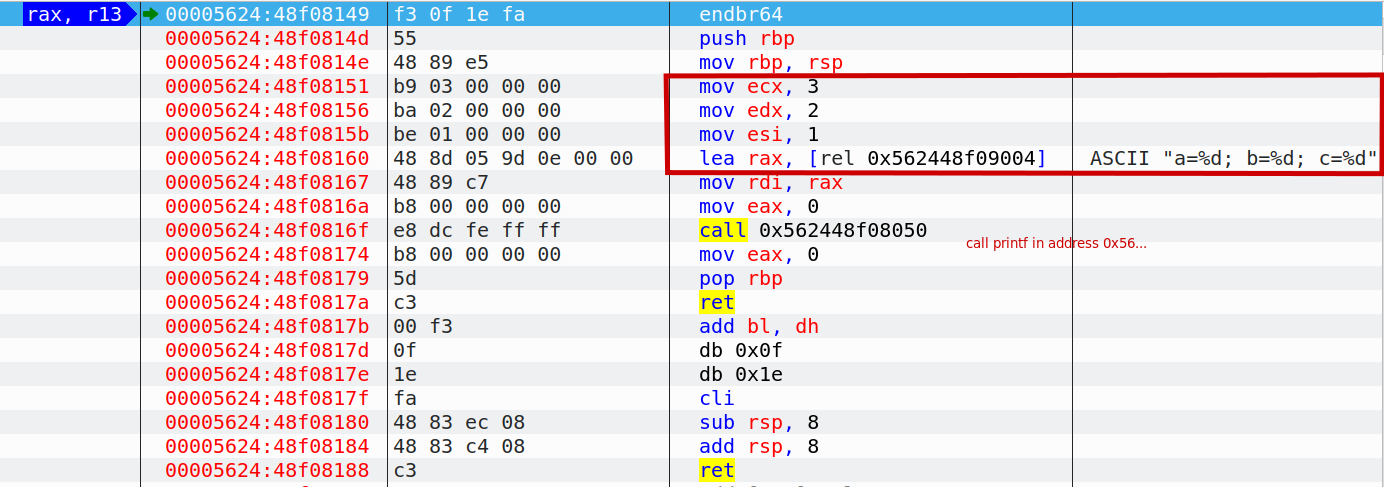 rax, r13 00005624:48f08149 f3 0f 1e fa endbr64
00005624:48f0814d 55 push rbp
00005624:48f0814e 48 89 e5 mov rbp, rsp
00005624:48f08151 b9 03 00 00 00 mov ecx, 3
00005624:48f08156 ba 02 00 00 00 mov edx, 2
00005624:48f0815b be 01 00 00 00 mov esi, 1
00005624:48f08160 48 8d 05 9d 0e 00 00 lea rax, [rel 0x562448f09004] ASCII "a=%d; b=%d; c=%d"
00005624:48f08167 48 89 c7 mov rdi, rax
00005624:48f0816a b8 00 00 00 00 mov eax, 0
00005624:48f0816f e8 dc fe ff ff call 0x562448f08050
call printf in address 0x56...
00005624:48f08174 b8 00 00 00 00 mov eax, 0
00005624:48f08179 5d pop rbp
00005624:48f0817a c3 ret
00005624:48f0817b 00 f3 add bl, dh
00005624:48f0817d 0f db 0x0f
00005624:48f0817e 1e db 0x1e
00005624:48f0817f fa cli
00005624:48f08180 48 83 ec 08 sub rsp, 8
00005624:48f08184 48 83 c4 08 add rsp, 8
00005624:48f08188 c3 ret